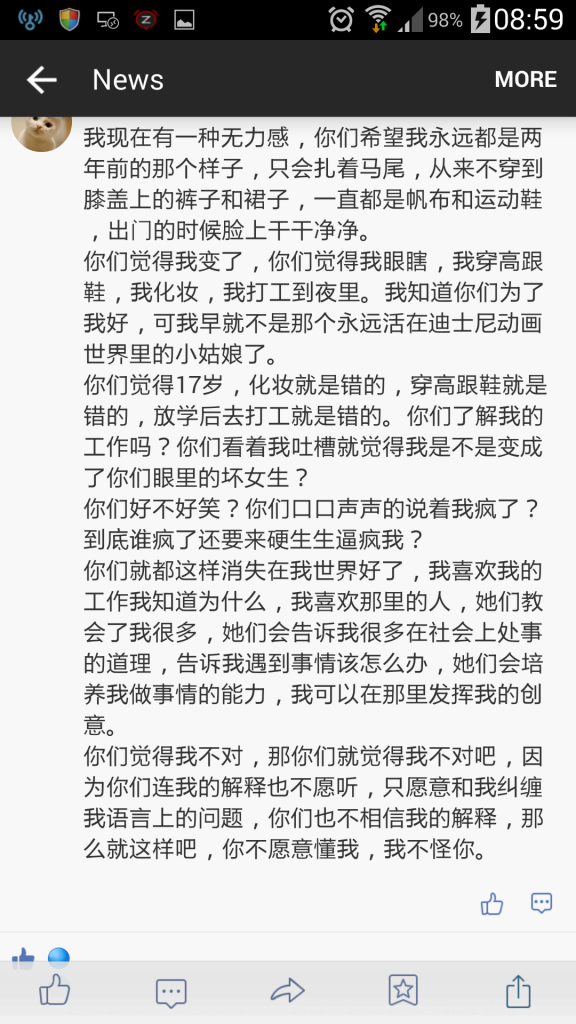 98%
08:59
News
MORE
我现在有一种无力感，你们希望我永远都是两
年前的那个样子，只会扎着马尾，从来不穿到
膝盖上的裤子和裙子，一直都是帆布和运动鞋
，出门的时候脸上干干净净。
你们觉得我变了，你们觉得我眼瞎，我穿高跟
鞋，我化妆，我打工到夜里。我知道你们为了
我好，可我早就不是那个永远活在迪士尼动画
世界里的小姑娘了。
你们觉得17岁，化妆就是错的，穿高跟鞋就是
错的，放学后去打工就是错的。你们了解我的
工作吗？你们看着我吐槽就觉得我是不是变成
了你们眼里的坏女生？
你们好不好笑？你们口口声声的说着我疯了？
到底谁疯了还要来硬生生逼疯我？
你们就都这样消失在我世界好了，我喜欢我的
工作我知道为什么，我喜欢那里的人，她们教
会了我很多，她们会告诉我很多在社会上处事
的道理，告诉我遇到事情该怎么办，她们会培
养我做事情的能力，我可以在那里发挥我的创
意。
你们觉得我不对，那你们就觉得我不对吧，因
为你们连我的解释也不愿听，只愿意和我纠缠
我语言上的问题，你们也不相信我的解释，那
么就这样吧，你不愿意懂我，我不怪你。